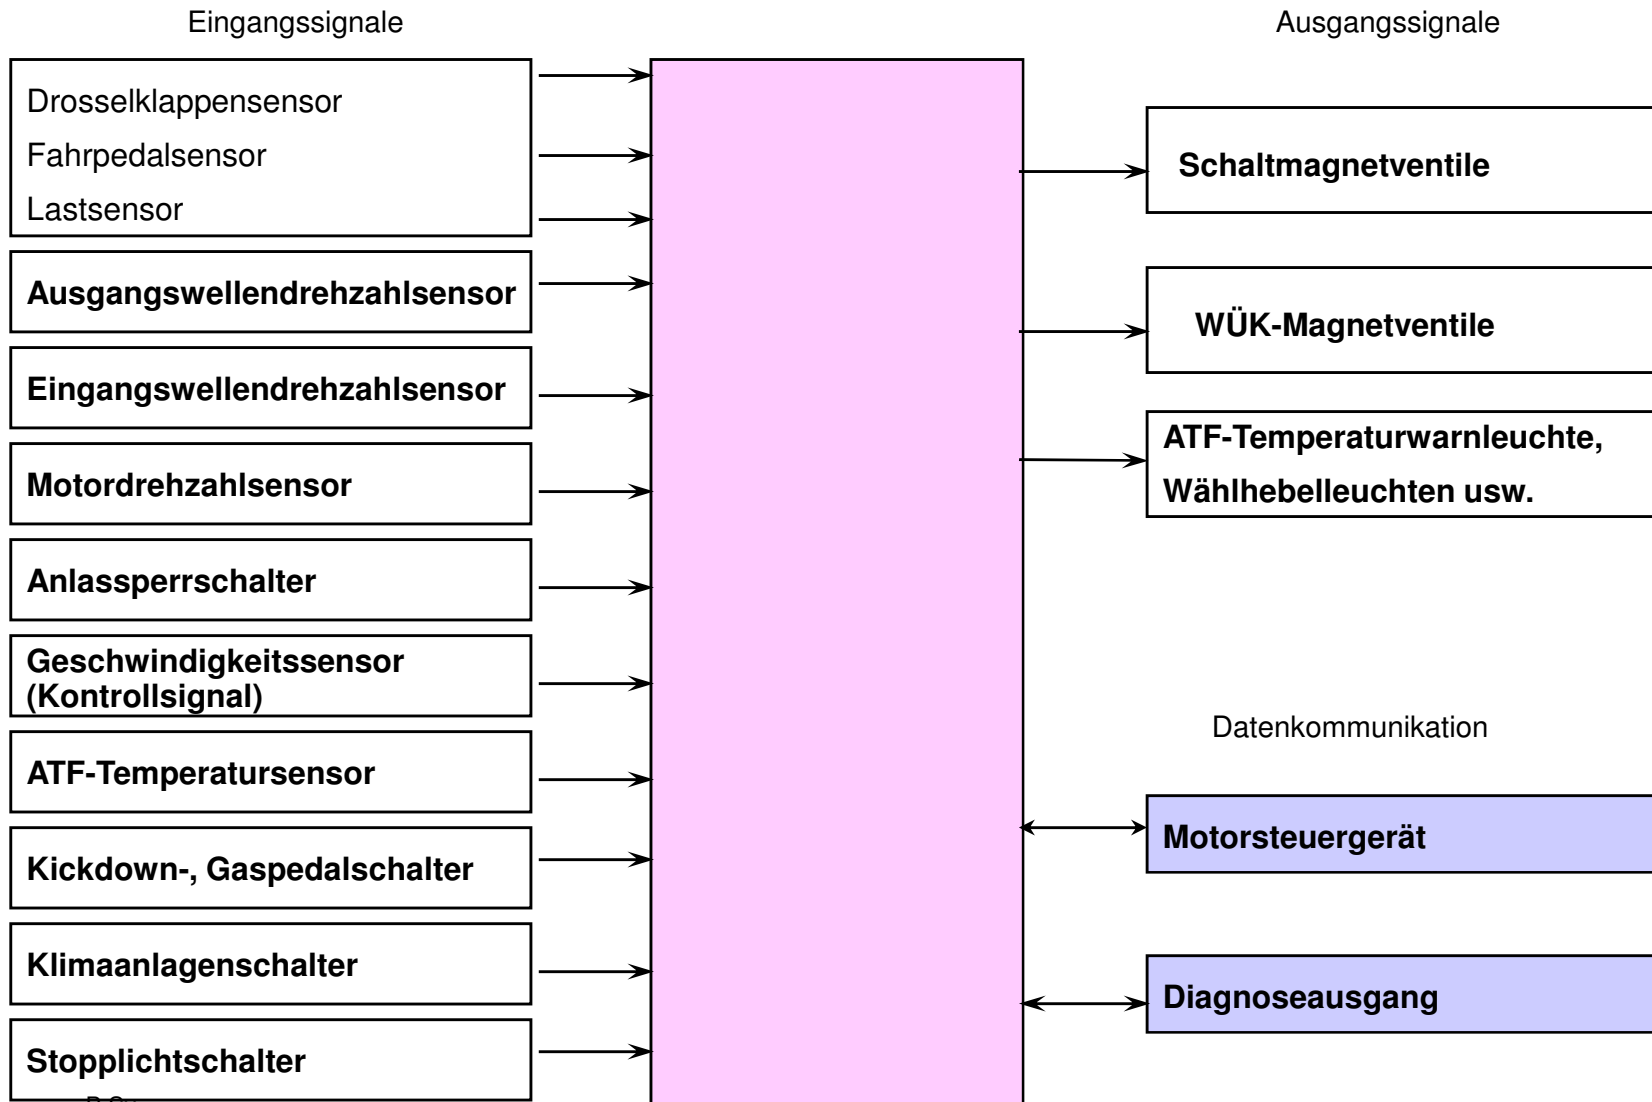 Eingangssignale
Ausgangssignale
Drosselklappensensor
Fahrpedalsensor
Lastsensor
Ausgangswellendrehzahlsensor
Eingangswellendrehzahlsensor
Motordrehzahlsensor
Anlassperrschalter
Geschwindigkeitssensor
(Kontrollsignal)
ATF-Temperatursensor
Kickdown-, Gaspedalschalter
Klimaanlagenschalter
Stopplichtschalter
Schaltmagnetventile
WÜK-Magnetventile
ATF-Temperaturwarnleuchte,
Wählhebelleuchten usw.
Datenkommunikation
Motorsteuergerät
Diagnoseausgang